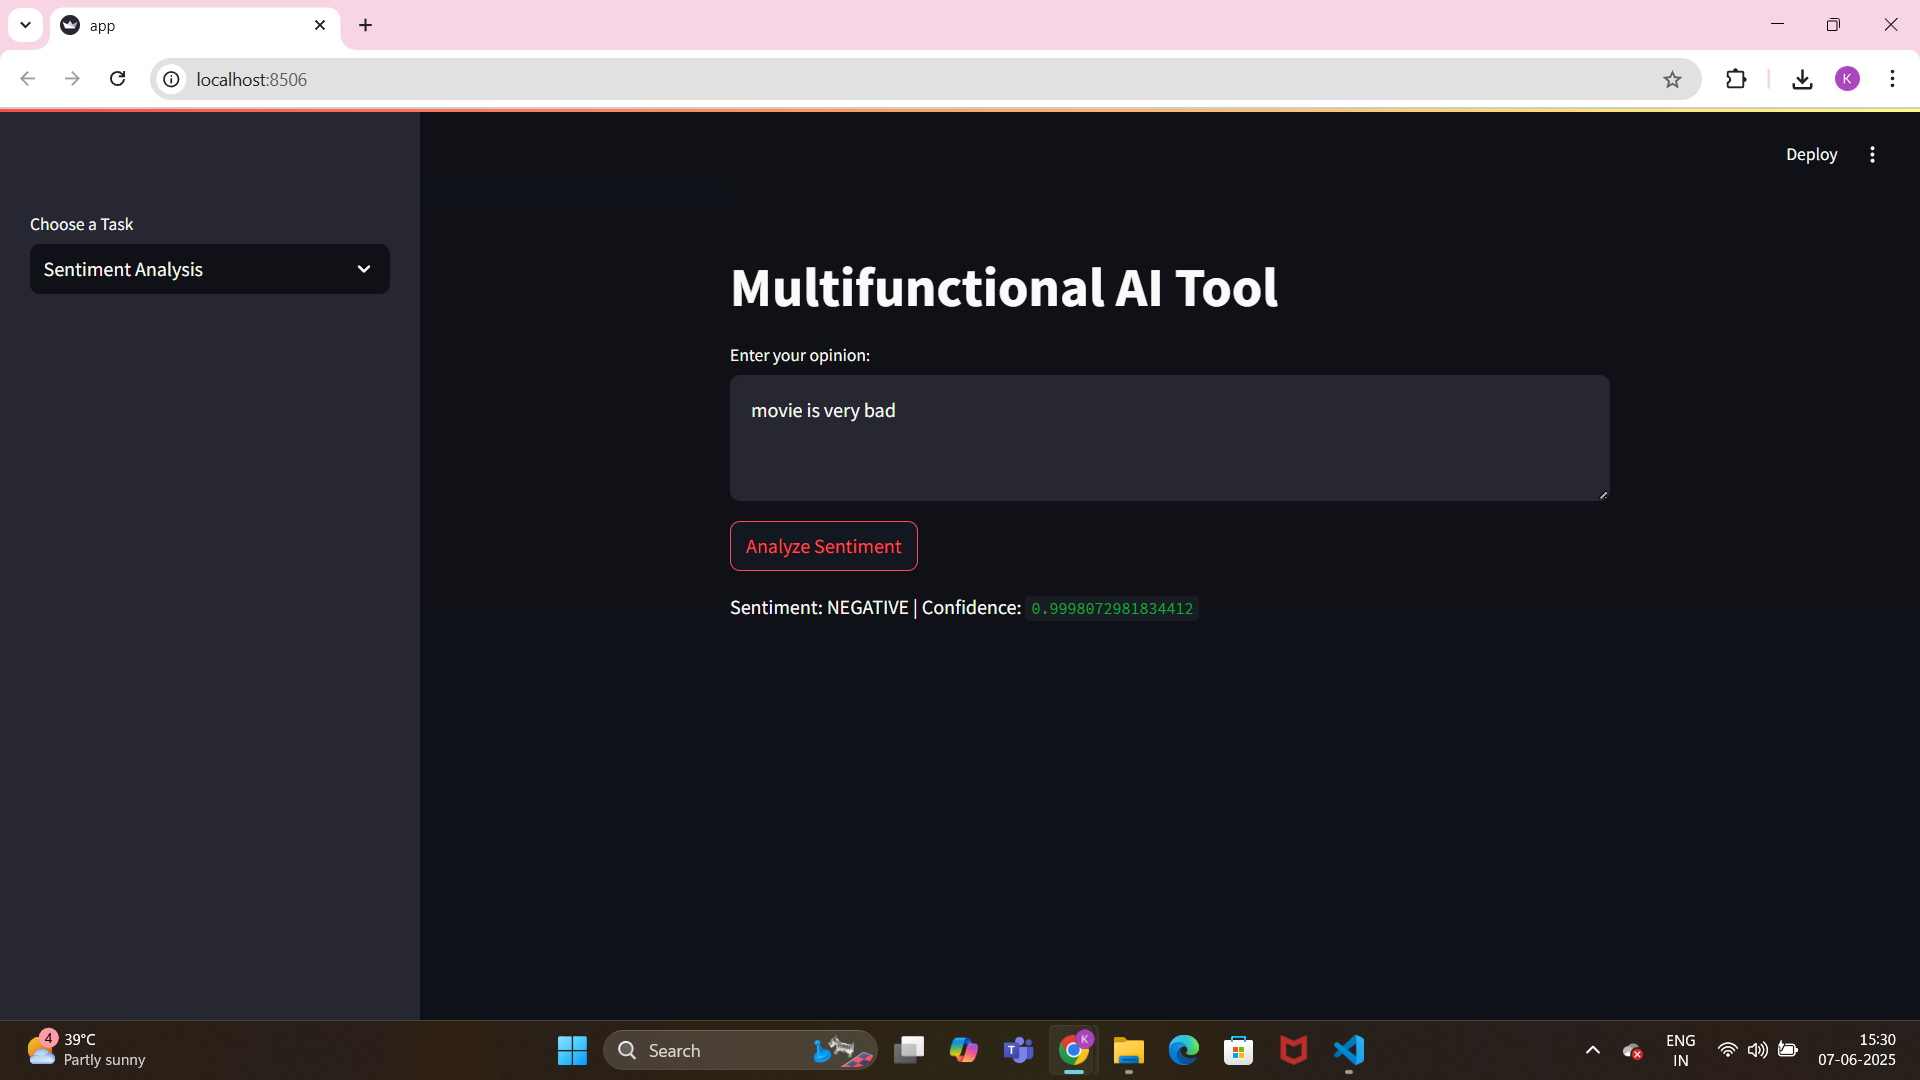 app
localhost:8506
K
Deploy
Choose a Task
Sentiment Analysis
Multifunctional AI Tool
Enter your opinion:
movie is very bad
Analyze Sentiment
Sentiment: NEGATIVE | Confidence: 0.9998072981834412
4
39°C
Partly sunny
Search
T
K
ENG
IN
15:30
07-06-2025